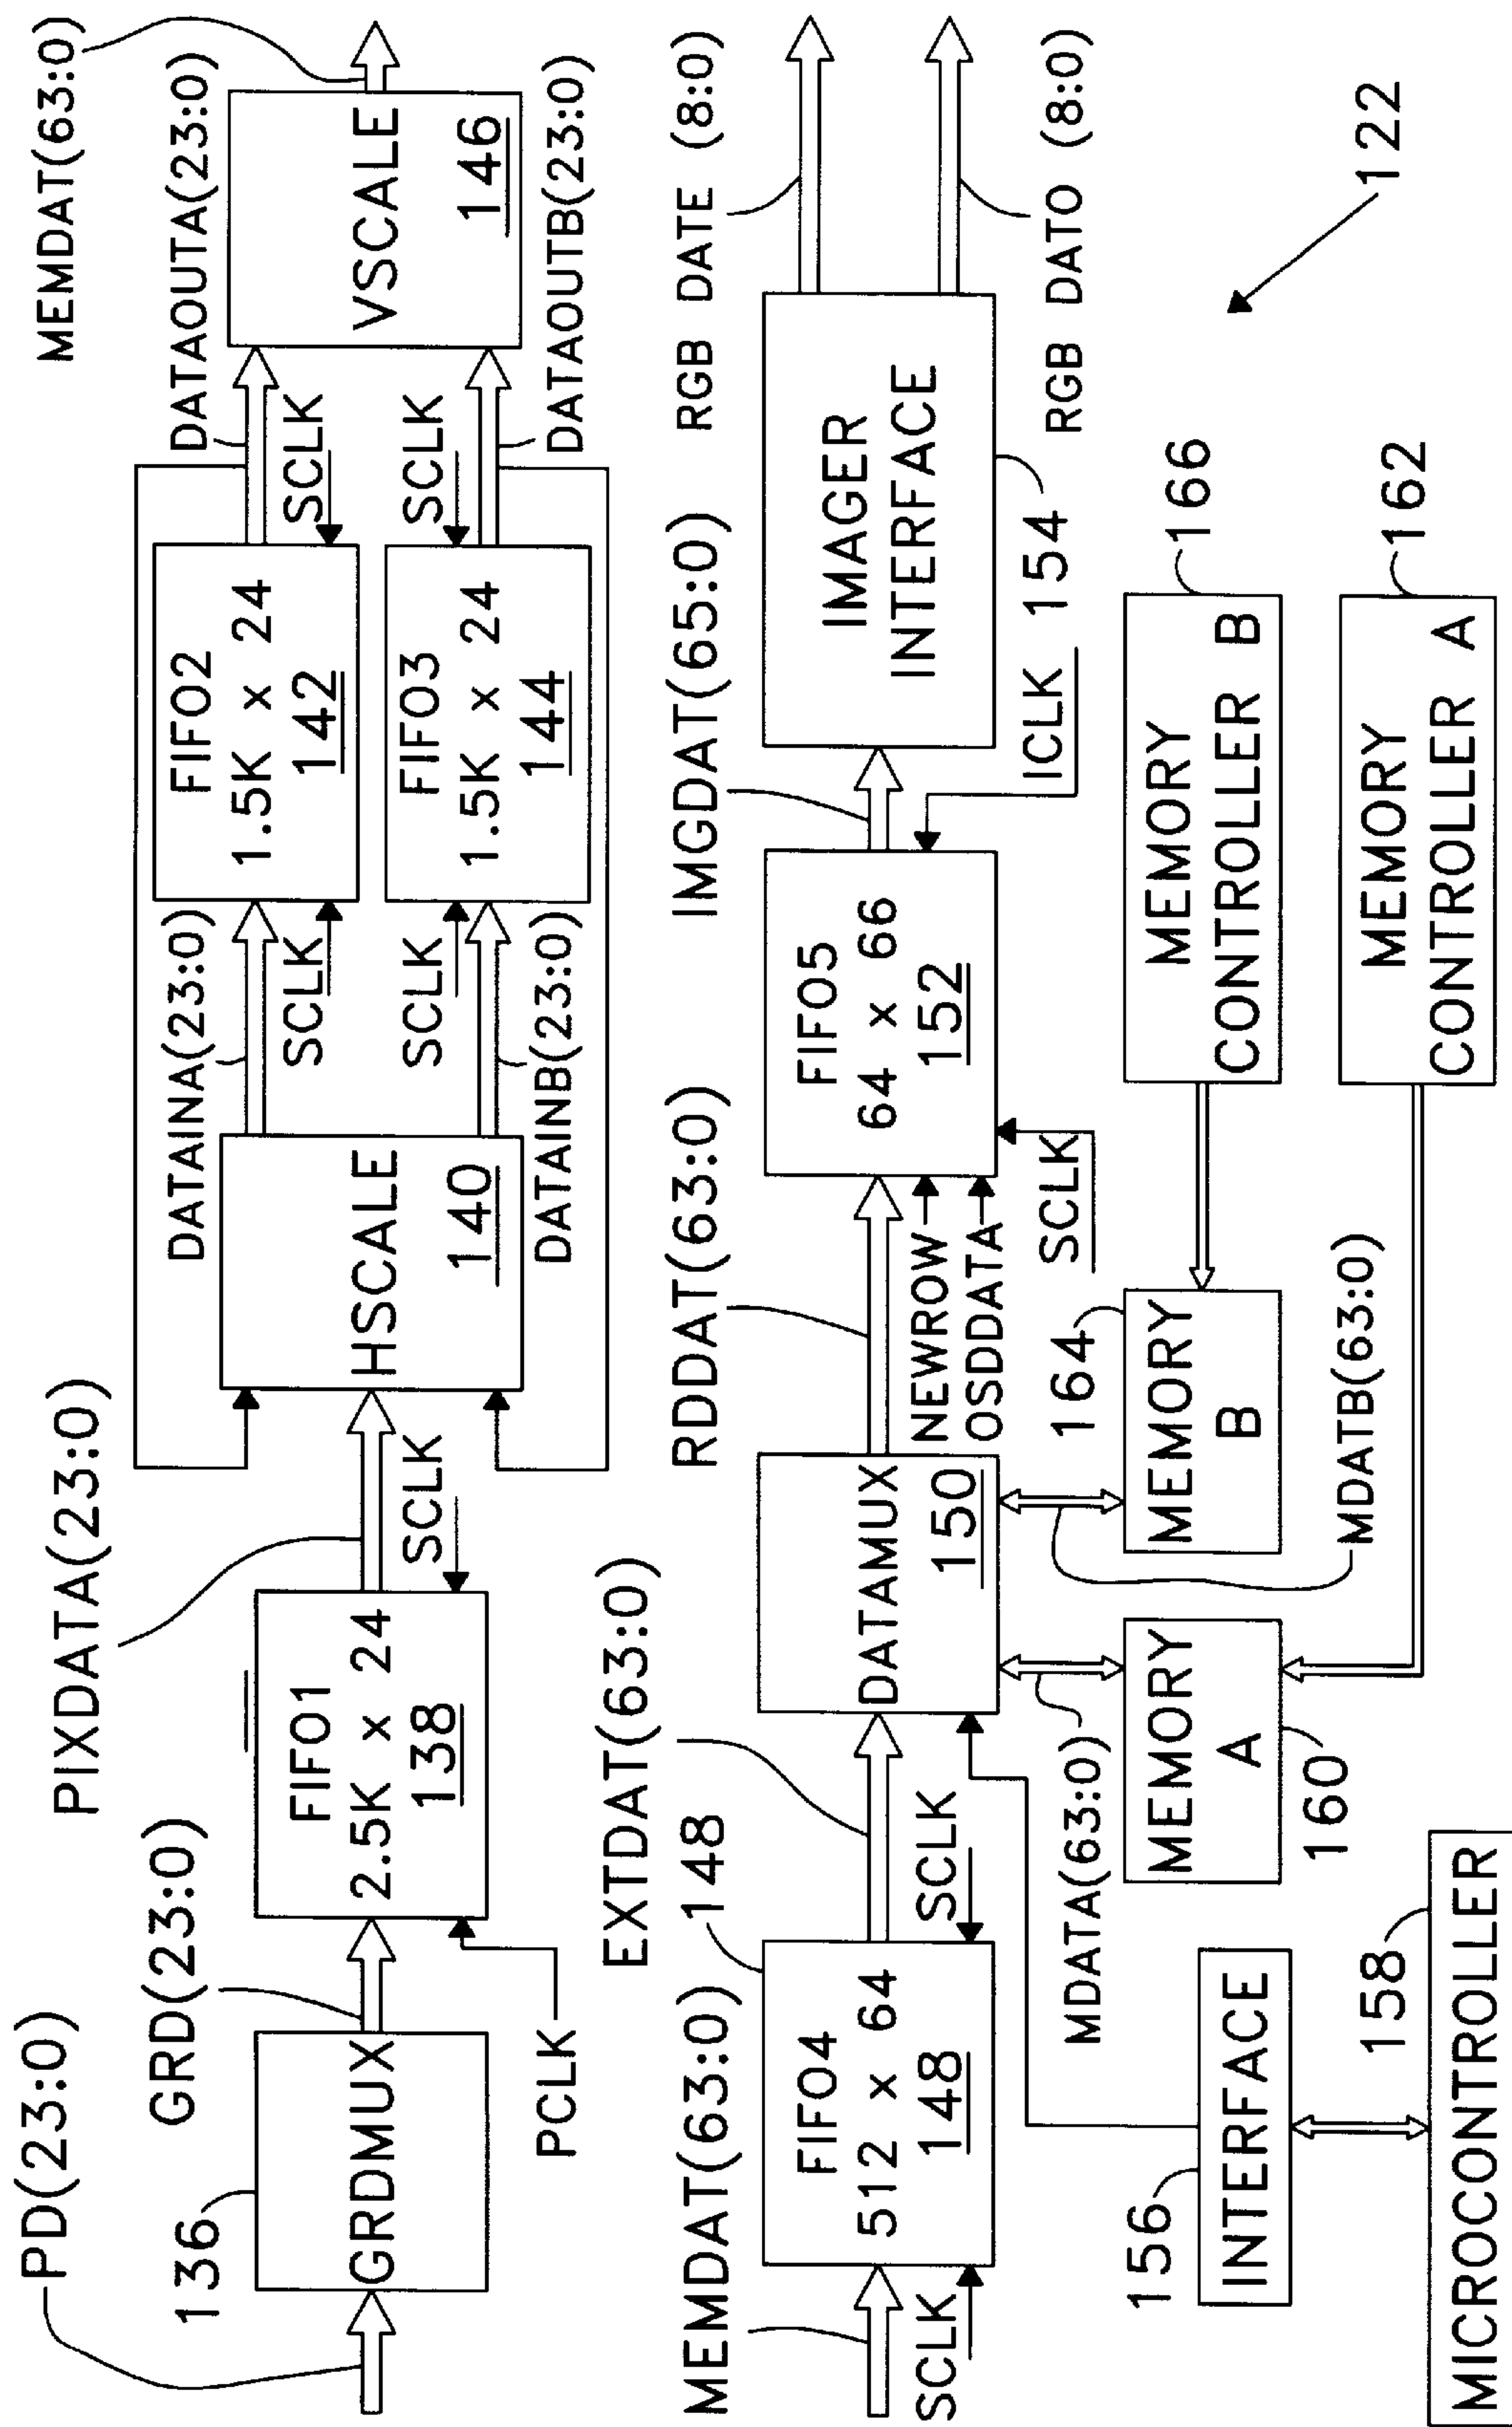 PD(23:0)
136
GRDMUX
GRD(23:0)
PCLK
FIFO1
2.5K x 24
138
PIXDATA(23:0)
SCLK
HSCALE
140
DATAINA(23:0)
SCLK
SCLK
DATAINB(23:0)
FIFO2
1.5K x 24
142
FIFO3
1.5K x 24
144
DATAOUTA(23:0)
SCLK
SCLK
DATAOUTB(23:0)
VSCALE
146
MEMDAT(63:0)
MEMDAT(63:0)
SCLK
FIFO4
512 x 64
148
148
EXTDAT(63:0)
SCLK
DATAMUX
150
RDDAT(63:0)
NEWROW
OSDDATA
SCLK
FIFO5
64 x 66
152
IMGDAT(65:0)
ICLK
154
IMAGER
INTERFACE
RGB DATE (8:0)
RGB DATO (8:0)
MDATA(63:0)
MEMORY
A
160
164
MEMORY
B
MDATB(63:0)
MEMORY
CONTROLLER B
166
MEMORY
CONTROLLER A
162
156
INTERFACE
158
MICROCONTROLLER
122